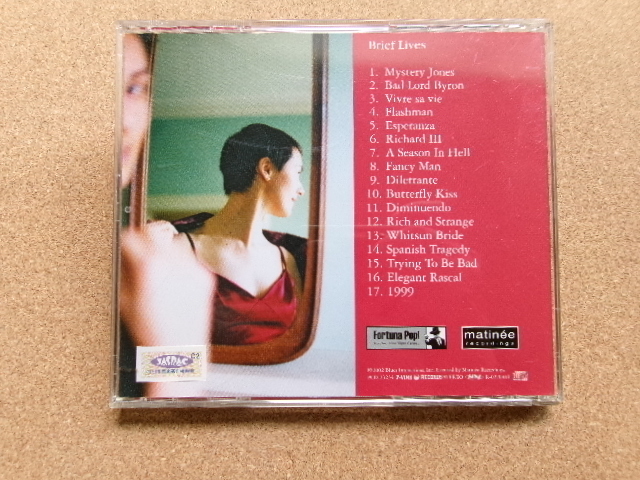 Brief Lives
1. Mystery Jones
2. Bad Lord Byron
3. Vivre sa vie
4. Flashman
5. Esperanza
6. Richard III
7. A Season In Hell
8. Fancy Man
9. Dilettante
10. Butterfly Kiss
11. Diminuendo
12. Rich and Strange
13. Whitsun Bride
14. Spanish Tragedy
15. Trying To Be Bad
16. Elegant Rascal
17. 1999
Fortuna Pop!
matinée
recordings
JASRAC